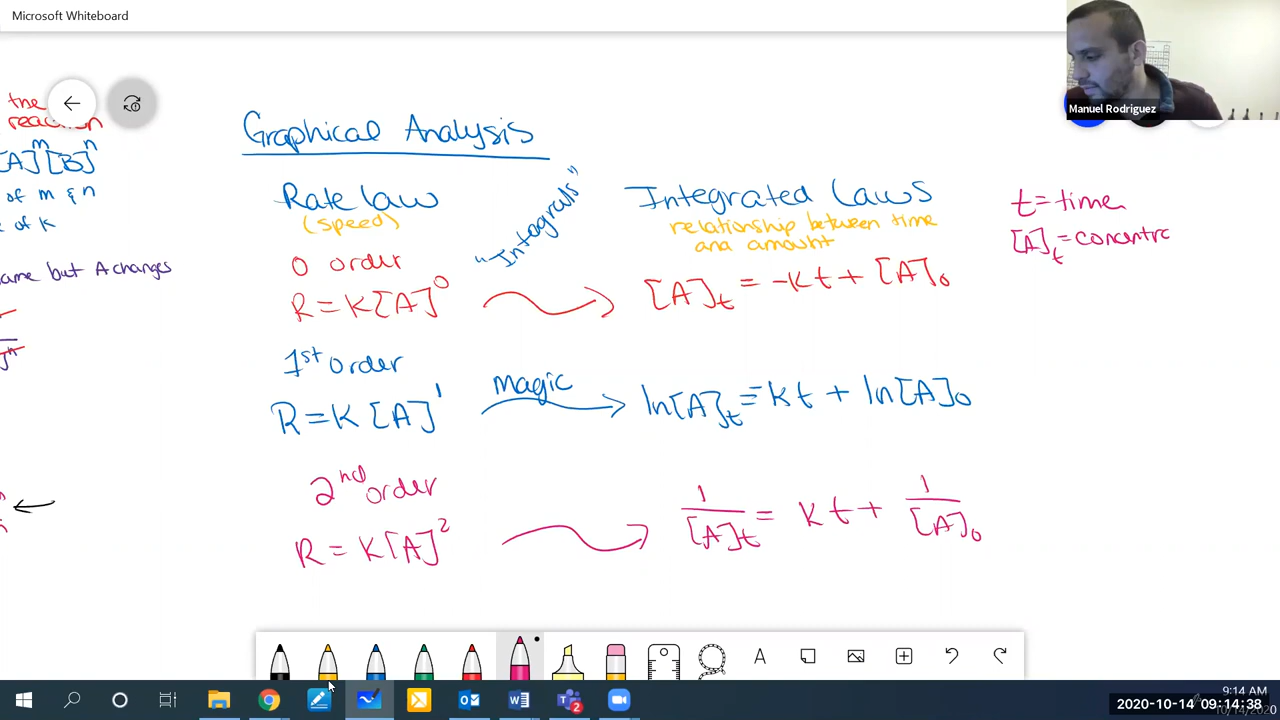 Microsoft Whiteboard
Manuel Rodriguez
the
reaction
[A]^m [B]^n
of m & n
of k
ame but A changes
Graphical Analysis
Rate law
(speed)
"Integrals"
Integrated Laws
relationship between time
and amount
t = time
[A]t = concentra
0 order
R = K[A]^0
[A]t = -kt + [A]0
1st order
R = K[A]^1
magic
ln[A]t = -kt + ln[A]0
2nd order
R = K[A]^2
1/[A]t = kt + 1/[A]0
A
9:14 AM
2020-10-14 09:14:38